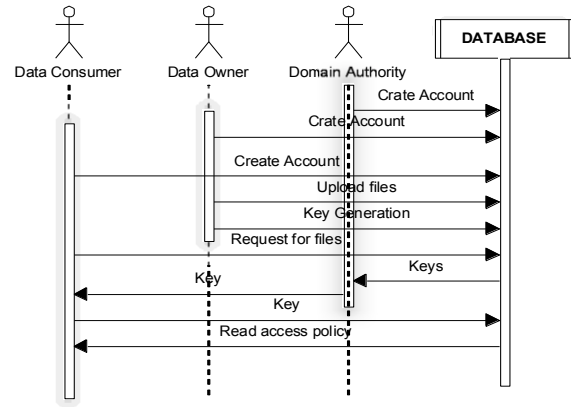 DATABASE
Data Consumer
Data Owner
Domain Authority
Crate Account
Crate Account
Create Account
Upload files
Key Generation
Request for files
Keys
Key
Key
Read access policy